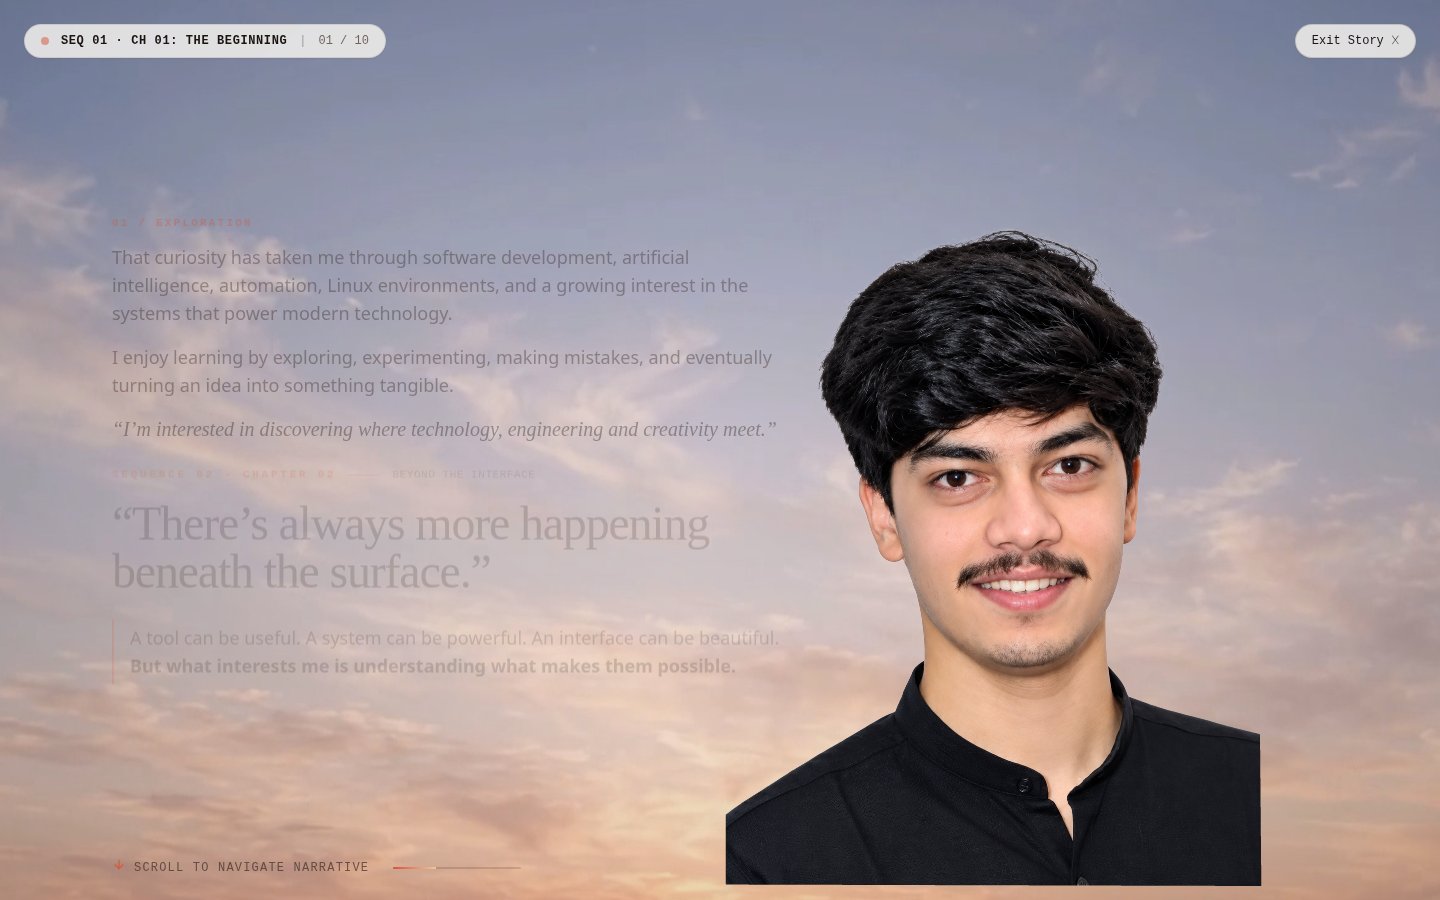 SEQ 01 · CH 01: THE BEGINNING | 01 / 10
Exit Story X
01 / EXPLORATION
That curiosity has taken me through software development, artificial
intelligence, automation, Linux environments, and a growing interest in the
systems that power modern technology.
I enjoy learning by exploring, experimenting, making mistakes, and eventually
turning an idea into something tangible.
“I’m interested in discovering where technology, engineering and creativity meet.”
SEQUENCE 02 · CHAPTER 02 BEYOND THE INTERFACE
“There’s always more happening
beneath the surface.”
A tool can be useful. A system can be powerful. An interface can be beautiful.
But what interests me is understanding what makes them possible.
↓ SCROLL TO NAVIGATE NARRATIVE